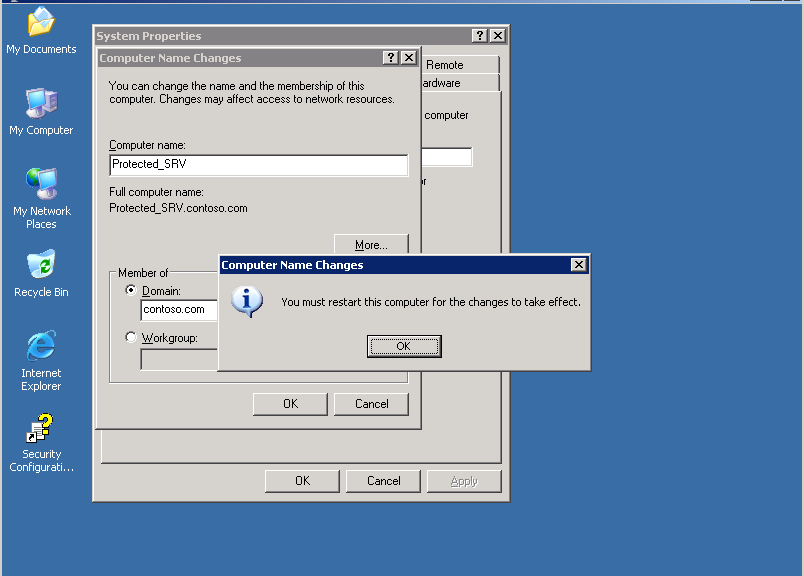 My Documents
My Computer
My Network
Places
Recycle Bin
Internet
Explorer
Security
Configurati...
System Properties
Remote
ardware
computer
or
Computer Name Changes
You can change the name and the membership of this
computer. Changes may affect access to network resources.
Computer name:
Protected_SRV
Full computer name:
Protected_SRV.contoso.com
More...
Member of
Domain:
contoso.com
Workgroup:
OK
Cancel
Computer Name Changes
You must restart this computer for the changes to take effect.
OK
OK
Cancel
Apply